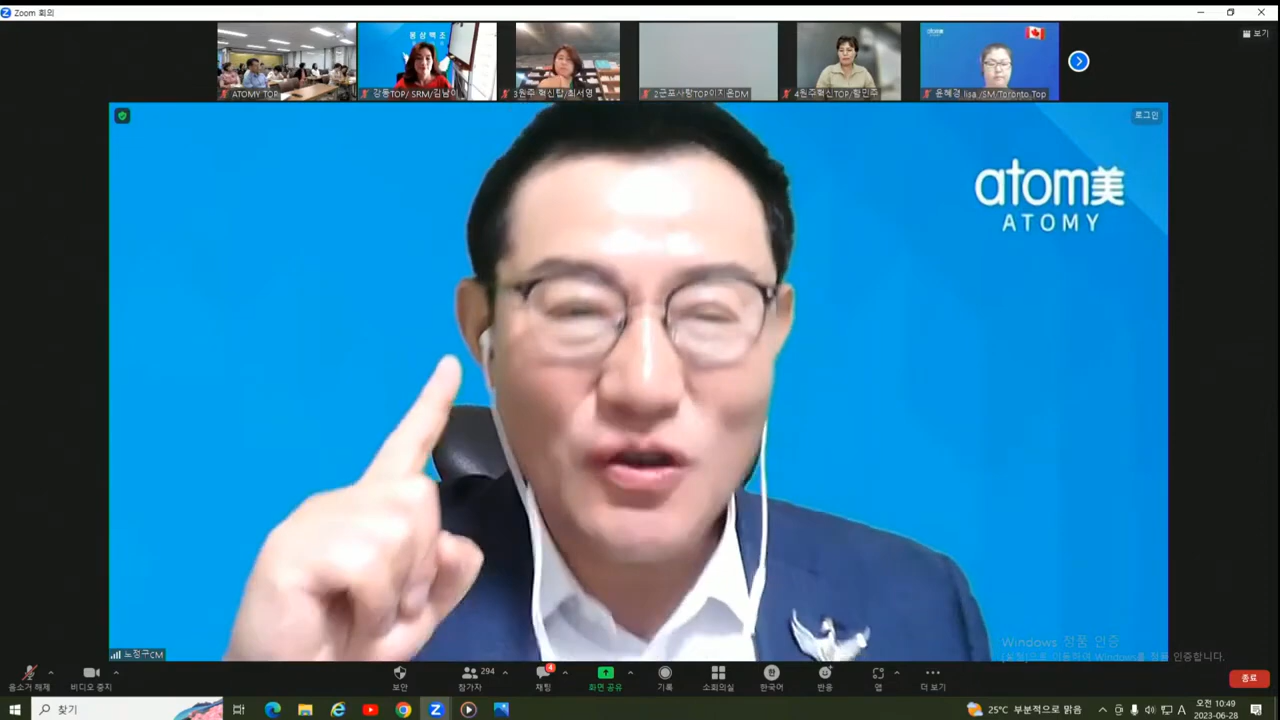 Zoom 회의
보기
ATOMY TOP
강동TOP/ SRM/김남이
3원주 혁신탑/최서영
2군포사랑TOP이지은DM
4원주혁신TOP/황민주
윤혜경 lisa /SM/Toronto Top
로그인
atom美
ATOMY
노정구CM
Windows 정품 인증
[설정]으로 이동하여 Windows를 정품 인증합니다.
음소거 해제
비디오 중지
보안
294
참가자
4
채팅
화면 공유
기록
소회의실
한
한국어
반응
앱
더 보기
종료
찾기
25°C 부분적으로 맑음
A
오전 10:49
2023-06-28